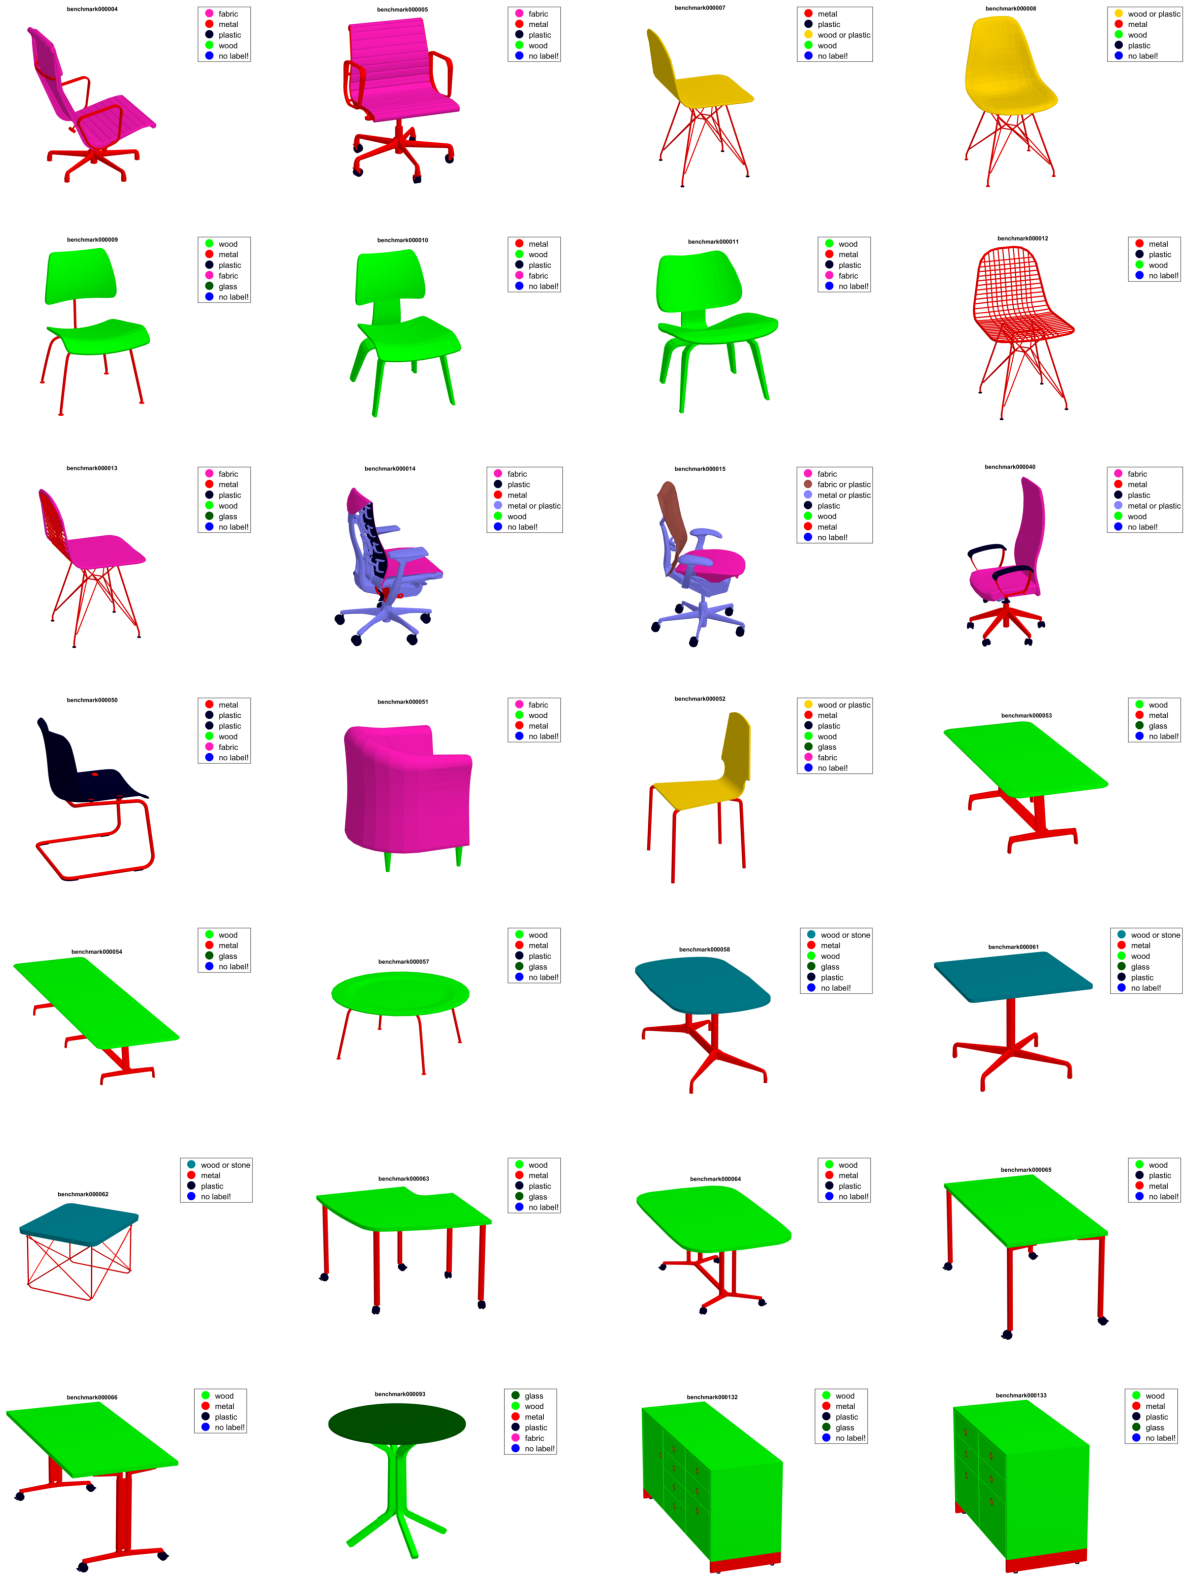 benchmark000004
fabric
metal
plastic
wood
no label!
benchmark000005
fabric
metal
plastic
wood
no label!
benchmark000007
metal
plastic
wood or plastic
wood
no label!
benchmark000008
wood or plastic
metal
wood
plastic
no label!
benchmark000009
wood
metal
plastic
fabric
glass
no label!
benchmark000010
metal
wood
plastic
fabric
no label!
benchmark000011
wood
metal
plastic
fabric
no label!
benchmark000012
metal
plastic
wood
no label!
benchmark000013
fabric
metal
plastic
wood
glass
no label!
benchmark000014
fabric
plastic
metal
metal or plastic
wood
no label!
benchmark000015
fabric
fabric or plastic
metal or plastic
plastic
wood
metal
no label!
benchmark000040
fabric
metal
plastic
metal or plastic
wood
no label!
benchmark000050
metal
plastic
plastic
wood
fabric
no label!
benchmark000051
fabric
wood
metal
no label!
benchmark000052
wood or plastic
metal
plastic
wood
glass
fabric
no label!
benchmark000053
wood
metal
glass
no label!
benchmark000054
wood
metal
glass
no label!
benchmark000057
wood
metal
plastic
glass
no label!
benchmark000058
wood or stone
metal
wood
glass
plastic
no label!
benchmark000061
wood or stone
metal
wood
glass
plastic
no label!
benchmark000062
wood or stone
metal
plastic
no label!
benchmark000063
wood
metal
plastic
glass
no label!
benchmark000064
wood
metal
plastic
no label!
benchmark000065
wood
plastic
metal
no label!
benchmark000066
wood
metal
plastic
no label!
benchmark000093
glass
wood
metal
plastic
fabric
no label!
benchmark000132
wood
metal
plastic
glass
no label!
benchmark000133
wood
metal
plastic
glass
no label!